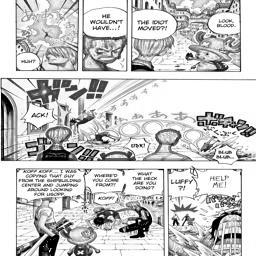 LOOK,
BLOOD.
THE IDIOT
MOVED?!
HE
WOULDN'T
HAVE...!
HUH?
ACK!
URK!
BLUB...
BLUB...
HELP
ME!
LUFFY
?!
WHAT
THE HECK
ARE YOU
DOING?
WHERE'D
YOU COME
FROM?!
KOFF KOFF... I WAS
COPYING THAT GUY
FROM THE SHIPBUILDING
CENTER AND JUMPING
AROUND LOOKING
FOR USOPP.
KOFF!